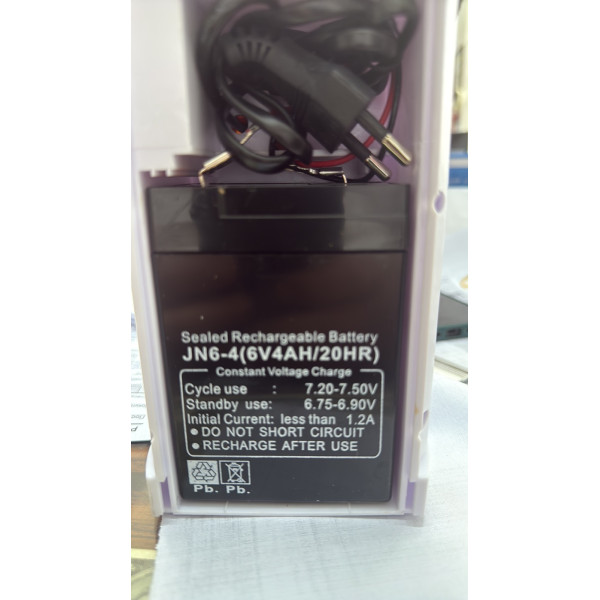 Sealed Rechargeable Battery
JN6-4(6V4AH/20HR)
Constant Voltage Charge
Cycle use : 7.20-7.50V
Standby use: 6.75-6.90V
Initial Current: less than 1.2A
• DO NOT SHORT CIRCUIT
• RECHARGE AFTER USE
Pb. Pb.